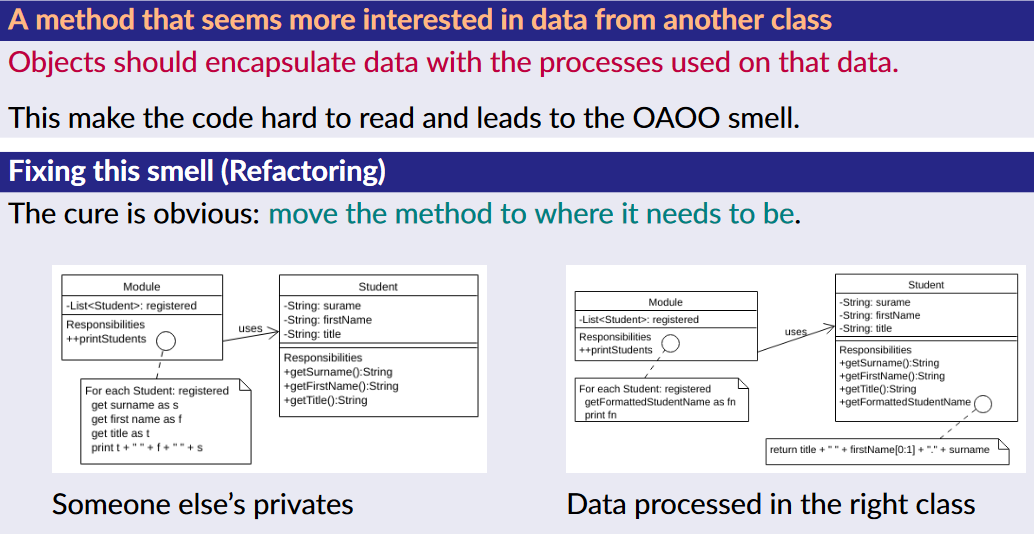 A method that seems more interested in data from another class
Objects should encapsulate data with the processes used on that data.
This make the code hard to read and leads to the OAOO smell.
Fixing this smell (Refactoring)
The cure is obvious: move the method to where it needs to be.
Module
-List<Student>: registered
Responsibilities
++printStudents
uses
Student
-String: surame
-String: firstName
-String: title
Responsibilities
+getSurname():String
+getFirstName():String
+getTitle():String
For each Student: registered
get surname as s
get first name as f
get title as t
print t + " " + f + " " + s
Someone else's privates
Module
-List<Student>: registered
Responsibilities
++printStudents
uses
Student
-String: surame
-String: firstName
-String: title
Responsibilities
+getSurname():String
+getFirstName():String
+getTitle():String
+getFormattedStudentName
For each Student: registered
getFormattedStudentName as fn
print fn
return title + " " + firstName[0:1] + "." + surname
Data processed in the right class